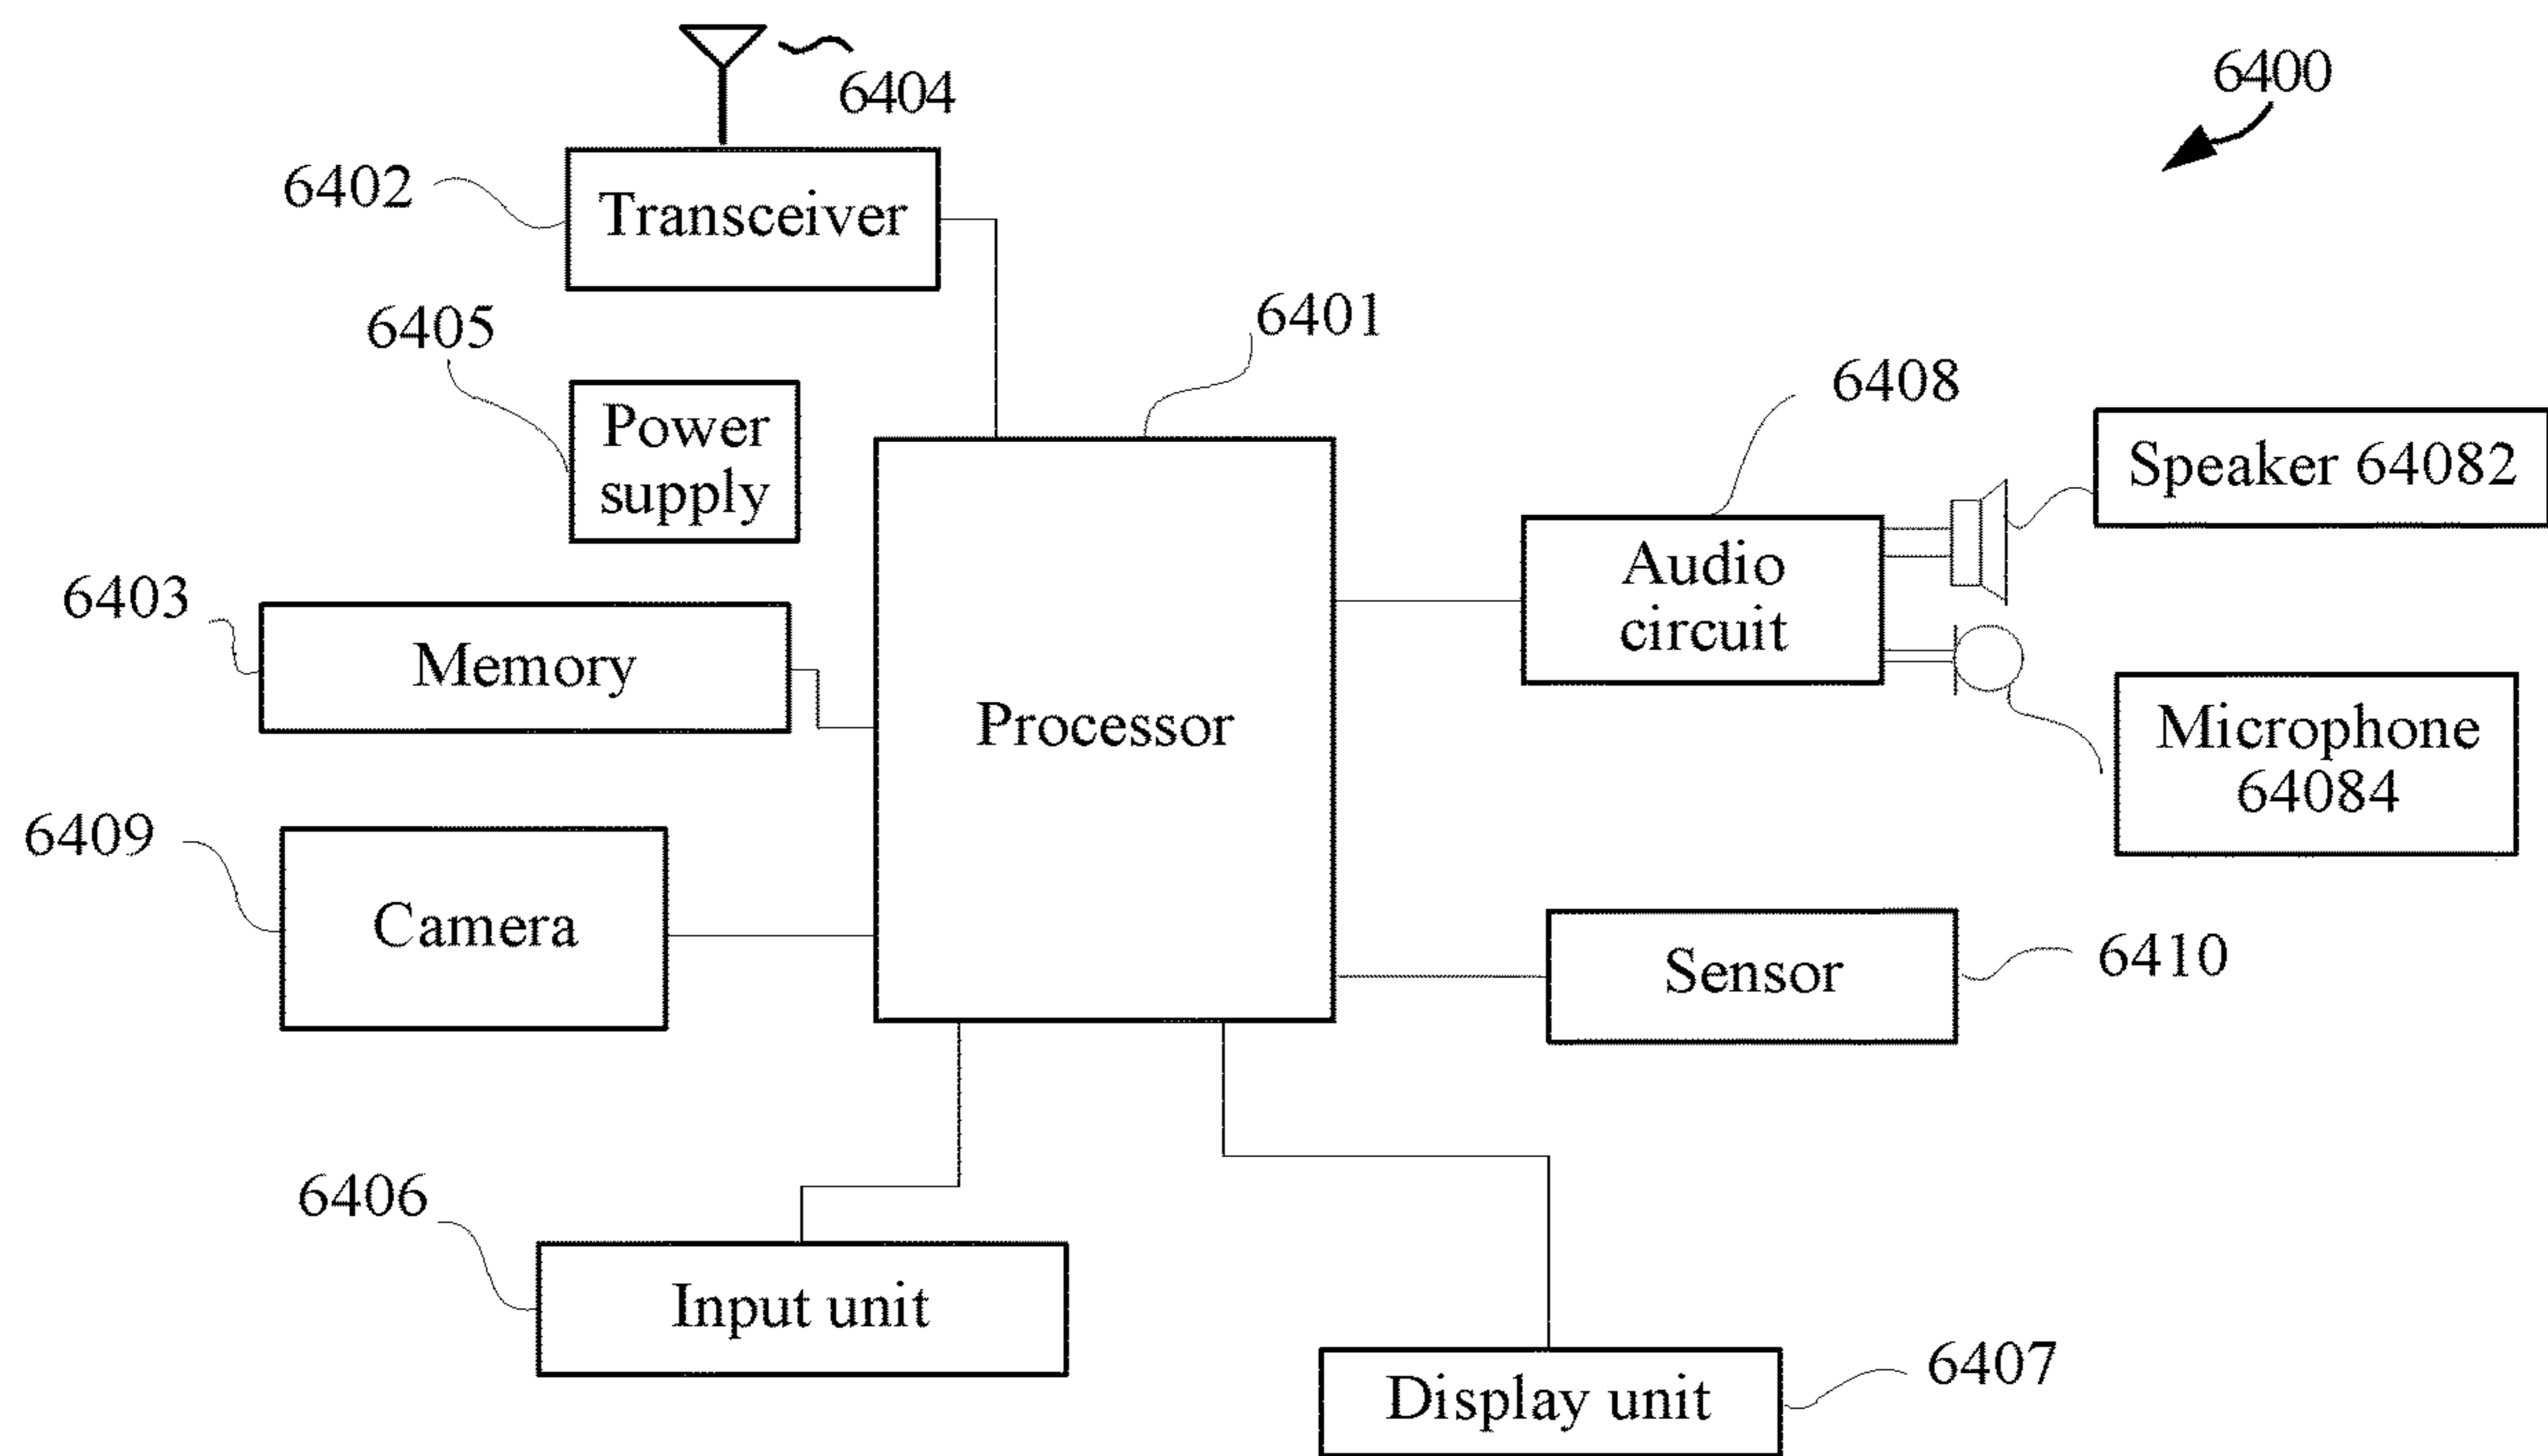 6404
6400
6402
Transceiver
6405
6401
Power
supply
6408
Speaker 64082
Audio
circuit
6403
Memory
Processor
Microphone
64084
6409
Camera
Sensor
6410
6406
Input unit
6407
Display unit